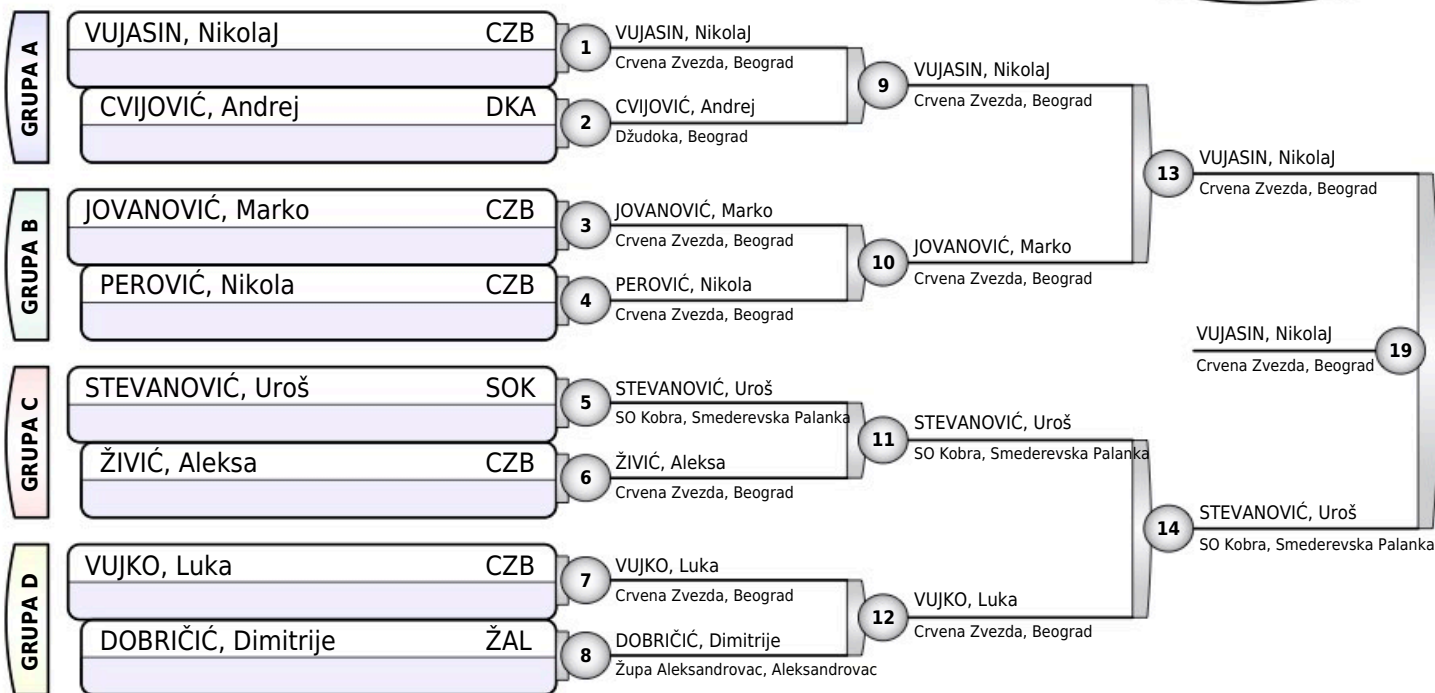 GRUPA A
VUJASIN, NikolaJ CZB
CVIJOVIĆ, Andrej DKA
1
VUJASIN, NikolaJ
Crvena Zvezda, Beograd
2
CVIJOVIĆ, Andrej
Džudoka, Beograd
9
VUJASIN, NikolaJ
Crvena Zvezda, Beograd
GRUPA B
JOVANOVIĆ, Marko CZB
PEROVIĆ, Nikola CZB
3
JOVANOVIĆ, Marko
Crvena Zvezda, Beograd
4
PEROVIĆ, Nikola
Crvena Zvezda, Beograd
10
JOVANOVIĆ, Marko
Crvena Zvezda, Beograd
13
VUJASIN, NikolaJ
Crvena Zvezda, Beograd
GRUPA C
STEVANOVIĆ, Uroš SOK
ŽIVIĆ, Aleksa CZB
5
STEVANOVIĆ, Uroš
SO Kobra, Smederevska Palanka
6
ŽIVIĆ, Aleksa
Crvena Zvezda, Beograd
11
STEVANOVIĆ, Uroš
SO Kobra, Smederevska Palanka
GRUPA D
VUJKO, Luka CZB
DOBRIČIĆ, Dimitrije ŽAL
7
VUJKO, Luka
Crvena Zvezda, Beograd
8
DOBRIČIĆ, Dimitrije
Župa Aleksandrovac, Aleksandrovac
12
VUJKO, Luka
Crvena Zvezda, Beograd
14
STEVANOVIĆ, Uroš
SO Kobra, Smederevska Palanka
VUJASIN, NikolaJ
Crvena Zvezda, Beograd
19